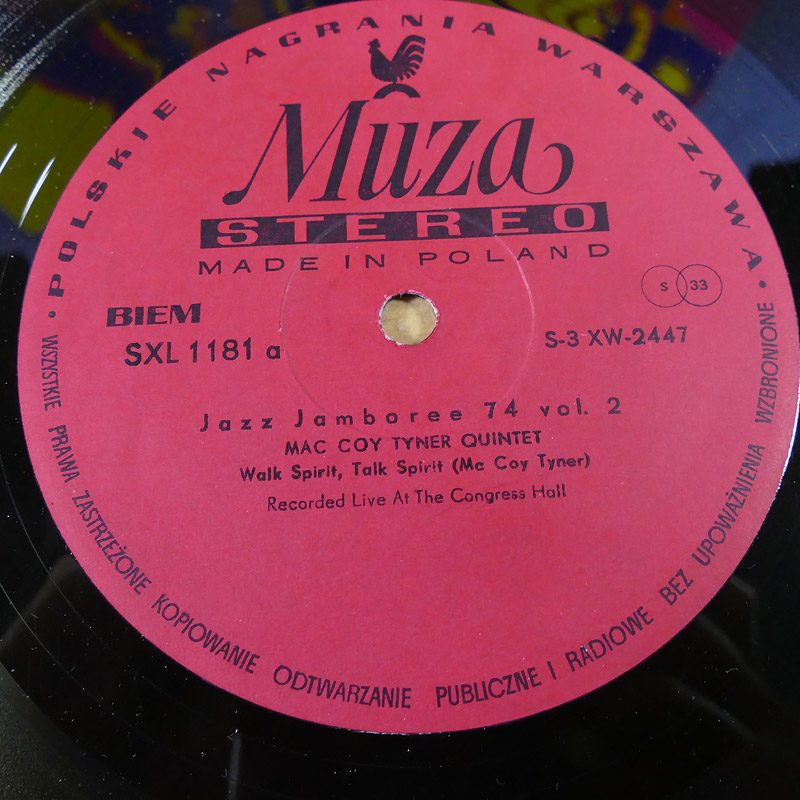 • POLSKIE NAGRANIA WARSZAWA •
Muza
STEREO
MADE IN POLAND
S 33
BIEM
SXL 1181 a
S-3 XW-2447
Jazz Jamboree 74 vol. 2
MAC COY TYNER QUINTET
Walk Spirit, Talk Spirit (Mc Coy Tyner)
Recorded Live At The Congress Hall
WSZYSTKIE PRAWA ZASTRZEŻONE KOPIOWANIE ODTWARZANIE PUBLICZNE I RADIOWE BEZ UPOWAŻNIENIA WZBRONIONE